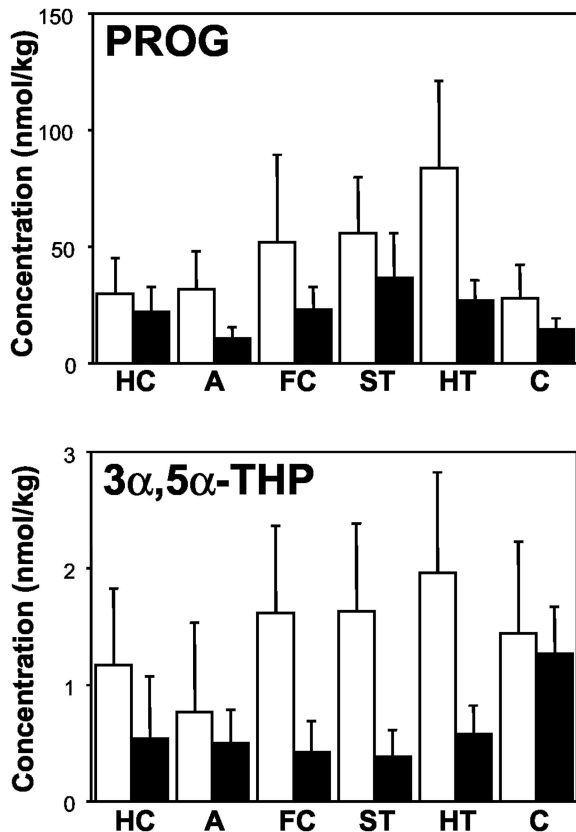 PROG
Concentration (nmol/kg)
150
100
50
0
HC A FC ST HT C
3α,5α-THP
Concentration (nmol/kg)
3
2
1
0
HC A FC ST HT C